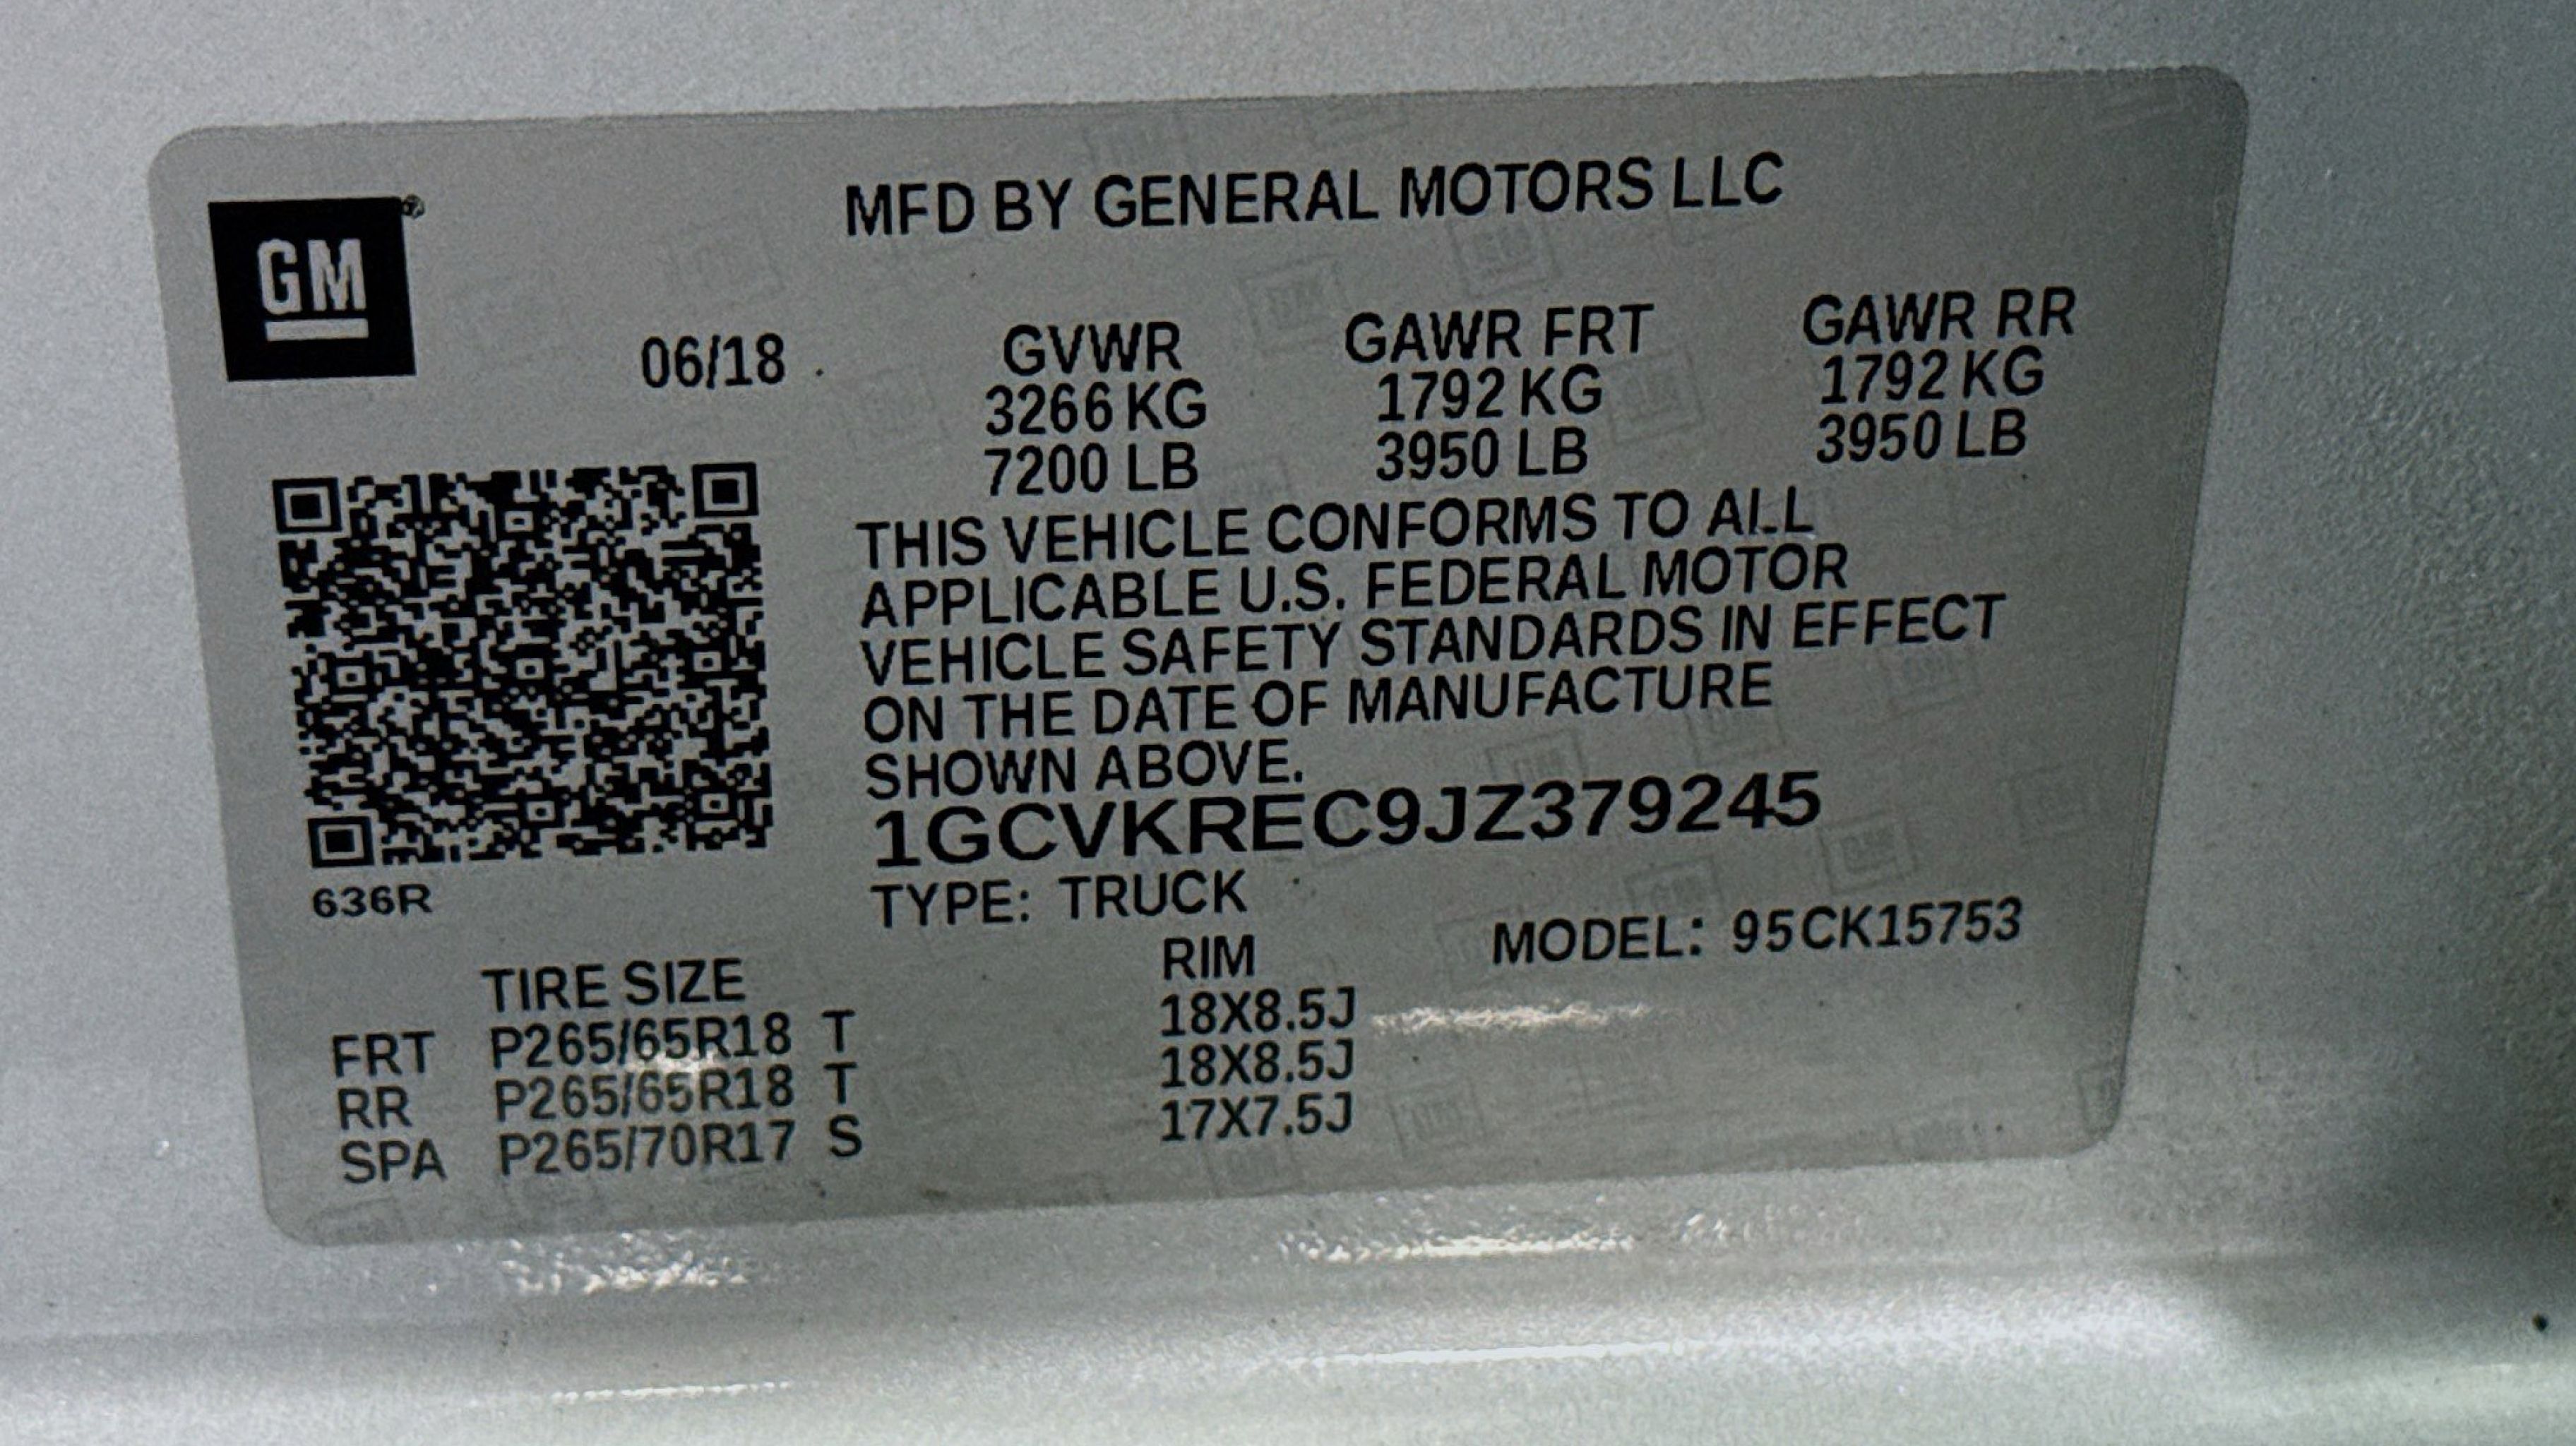 GM
MFD BY GENERAL MOTORS LLC
06/18
GVWR GAWR FRT GAWR RR
3266 KG 1792 KG 1792 KG
7200 LB 3950 LB 3950 LB
THIS VEHICLE CONFORMS TO ALL
APPLICABLE U.S. FEDERAL MOTOR
VEHICLE SAFETY STANDARDS IN EFFECT
ON THE DATE OF MANUFACTURE
SHOWN ABOVE.
1GCVKREC9JZ379245
636R
TYPE: TRUCK
MODEL: 95CK15753
TIRE SIZE RIM
FRT P265/65R18 T 18X8.5J
RR P265/65R18 T 18X8.5J
SPA P265/70R17 S 17X7.5J